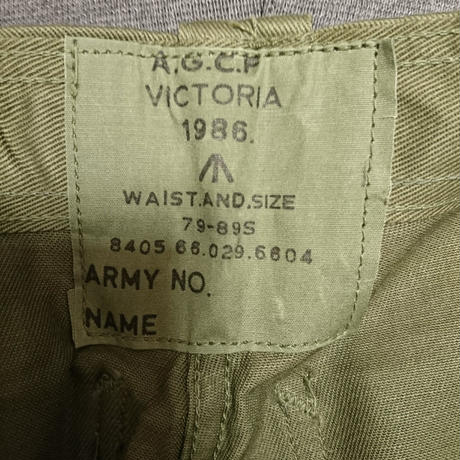 A.G.C.F
VICTORIA
1986.
WAIST.AND.SIZE
79-89S
8405 66.029.6604
ARMY NO.
NAME